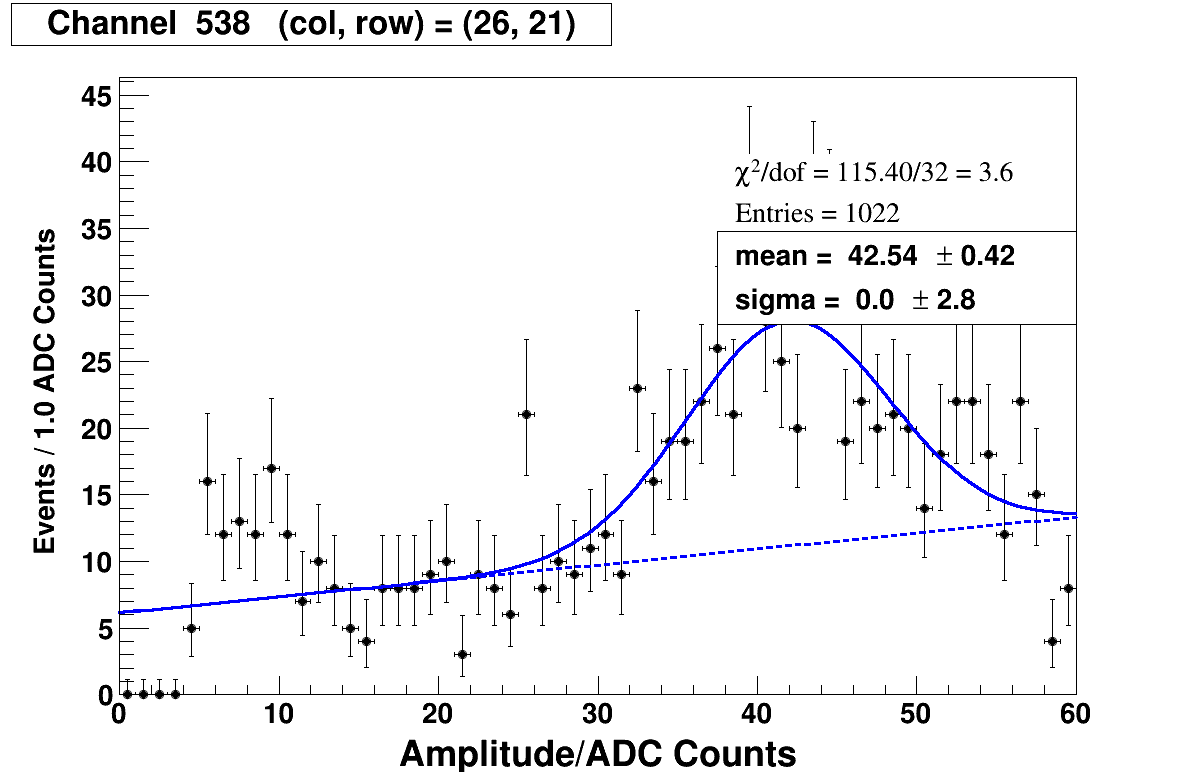 Channel 538 (col, row) = (26, 21)
χ²/dof = 115.40/32 = 3.6
Entries = 1022
mean = 42.54 ± 0.42
sigma = 0.0 ± 2.8
Events / 1.0 ADC Counts
45
40
35
30
25
20
15
10
5
0
0 10 20 30 40 50 60
Amplitude/ADC Counts